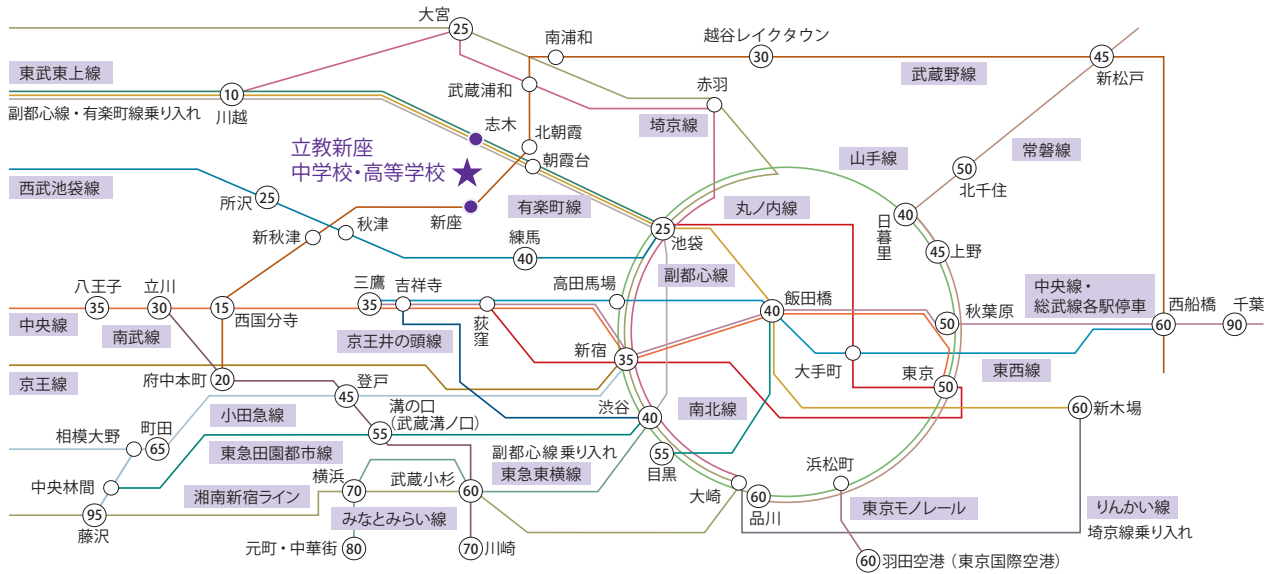 大宮
25
南浦和
越谷レイクタウン
30
45
新松戸
東武東上線
武蔵野線
10
川越
副都心線・有楽町線乗り入れ
武蔵浦和
赤羽
埼京線
志木
北朝霞
朝霞台
立教新座
中学校・高等学校
山手線
常磐線
50
北千住
西武池袋線
25
所沢
新座
有楽町線
丸ノ内線
40
日暮里
新秋津
秋津
練馬
40
25
池袋
45
上野
副都心線
高田馬場
八王子
35
立川
30
15
西国分寺
三鷹
35
吉祥寺
荻窪
飯田橋
40
中央線・
総武線各駅停車
秋葉原
50
西船橋
60
千葉
90
中央線
南武線
京王井の頭線
新宿
35
大手町
東京
50
東西線
京王線
府中本町
20
登戸
45
小田急線
溝の口
(武蔵溝ノ口)
55
渋谷
40
南北線
60
新木場
相模大野
町田
65
東急田園都市線
副都心線乗り入れ
東急東横線
目黒
55
中央林間
湘南新宿ライン
横浜
70
武蔵小杉
60
大崎
60
品川
浜松町
東京モノレール
りんかい線
埼京線乗り入れ
95
藤沢
みなとみらい線
元町・中華街
80
70
川崎
60
羽田空港(東京国際空港)